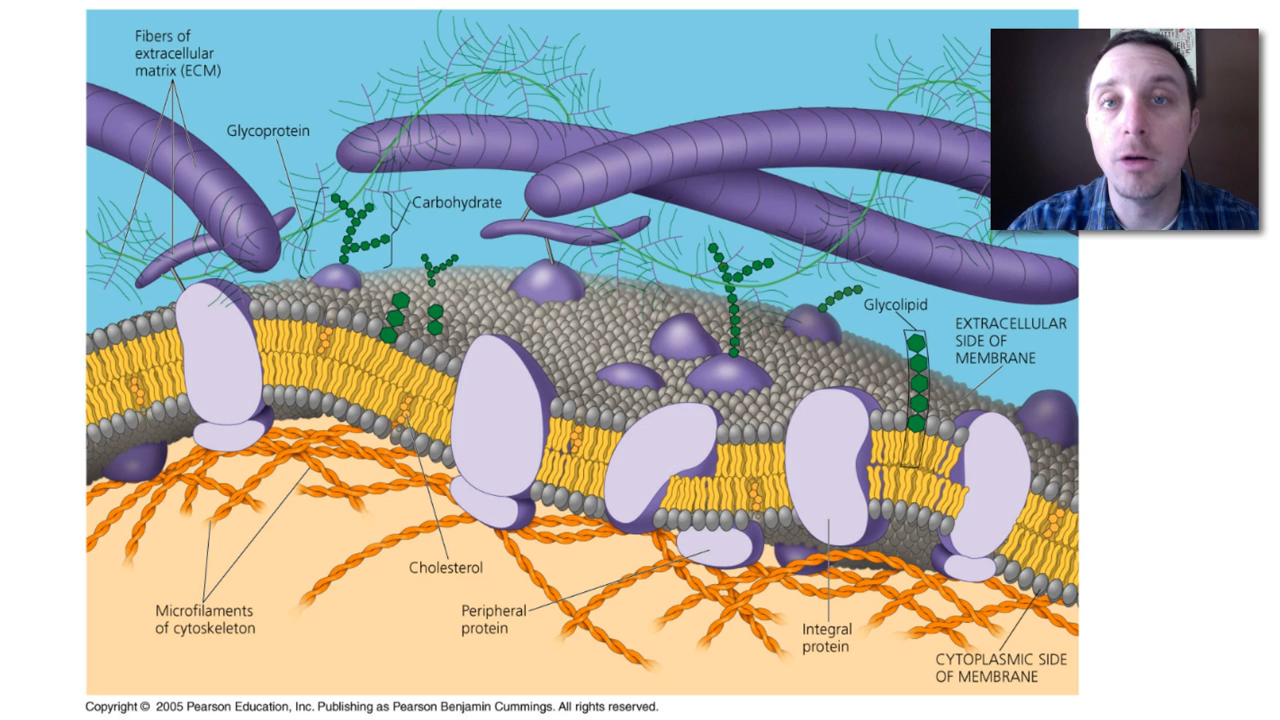 Fibers of
extracellular
matrix (ECM)
Glycoprotein
Carbohydrate
Glycolipid
EXTRACELLULAR
SIDE OF
MEMBRANE
Cholesterol
Microfilaments
of cytoskeleton
Peripheral
protein
Integral
protein
CYTOPLASMIC SIDE
OF MEMBRANE
Copyright © 2005 Pearson Education, Inc. Publishing as Pearson Benjamin Cummings. All rights reserved.